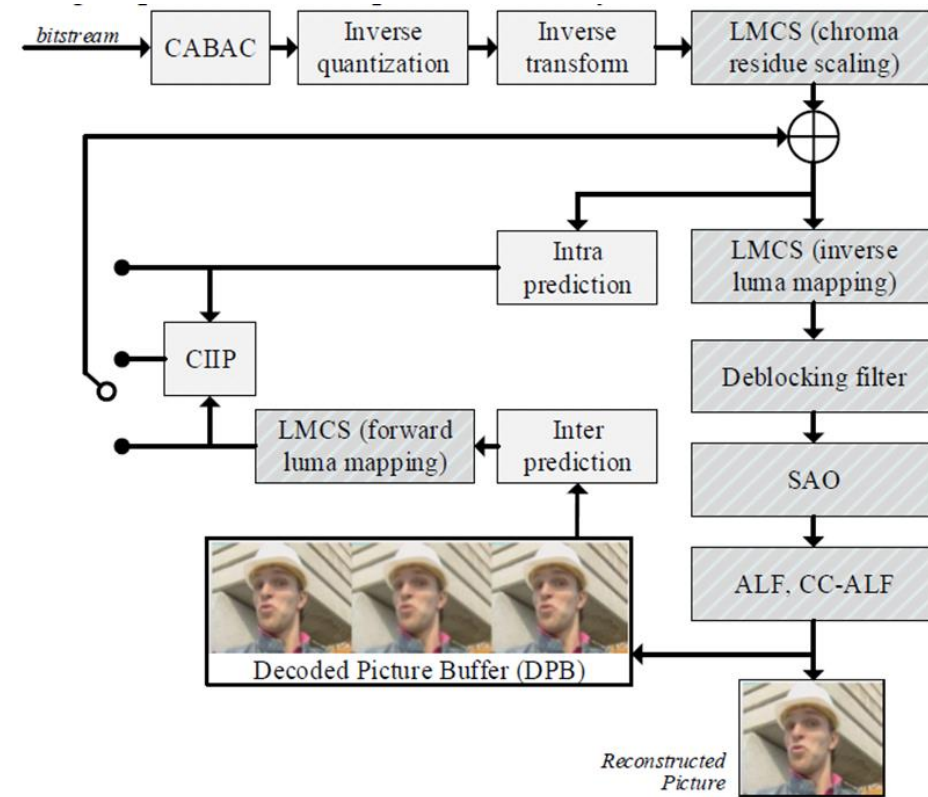 bitstream
CABAC
Inverse
quantization
Inverse
transform
LMCS (chroma
residue scaling)
Intra
prediction
LMCS (inverse
luma mapping)
CIIP
Deblocking filter
LMCS (forward
luma mapping)
Inter
prediction
SAO
ALF, CC-ALF
Decoded Picture Buffer (DPB)
Reconstructed
Picture